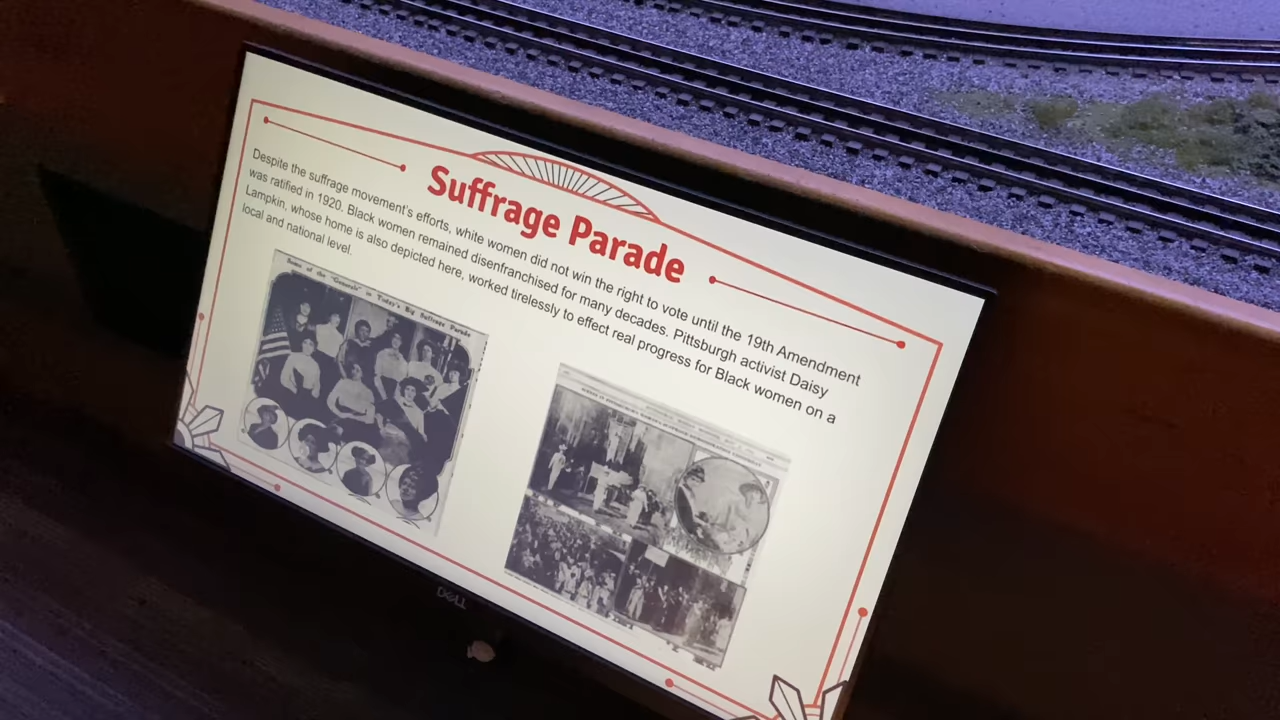 Suffrage Parade
Despite the suffrage movement's efforts, white women did not win the right to vote until the 19th Amendment
was ratified in 1920. Black women remained disenfranchised for many decades. Pittsburgh activist Daisy
Lampkin, whose home is also depicted here, worked tirelessly to effect real progress for Black women on a
local and national level.
Some of the "Generals" in Today's Big Suffrage Parade
DELL